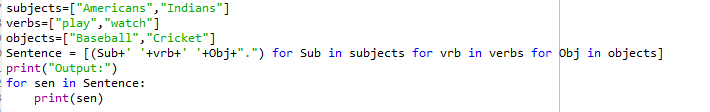 subjects=["Americans","Indians"]
verbs=["play","watch"]
objects=["Baseball","Cricket"]
Sentence = [(Sub+' '+vrb+' '+Obj+".") for Sub in subjects for vrb in verbs for Obj in objects]
print("Output:")
for sen in Sentence:
    print(sen)